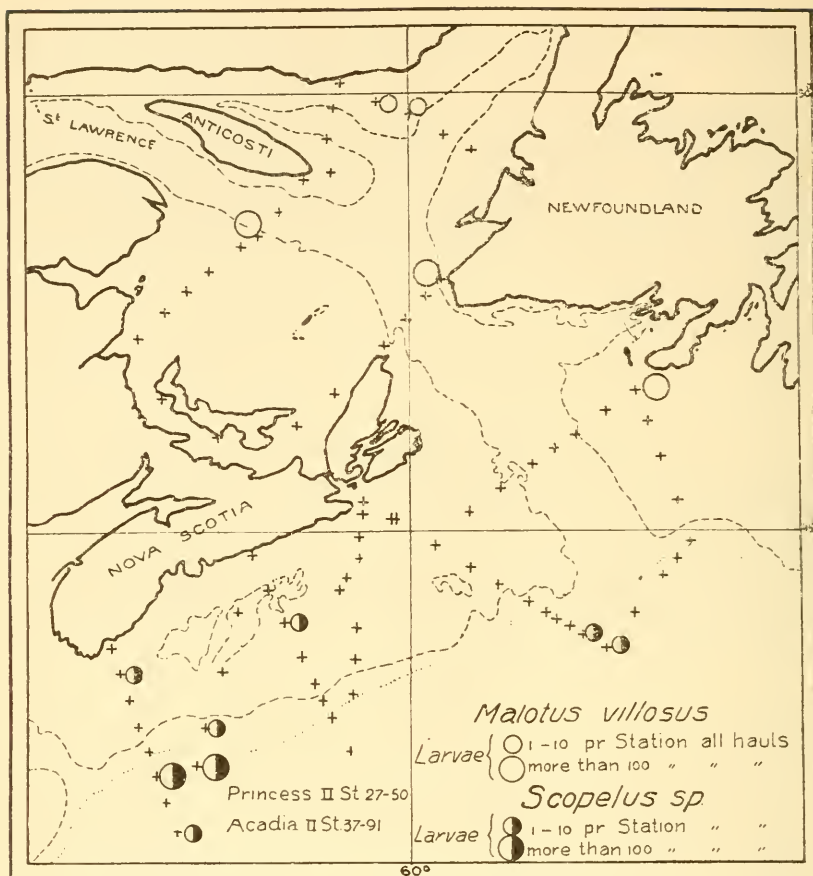 St LAWRENCE
ANTICOSTI
NEWFOUNDLAND
NOVA SCOTIA
Malotus villosus
Larvae { 1-10 pr Station all hauls
more than 100 " " "
Princess II St. 27-50
Acadia II St. 37-91
Scopelus sp.
Larvae { 1-10 pr Station " "
more than 100 " " "
60°